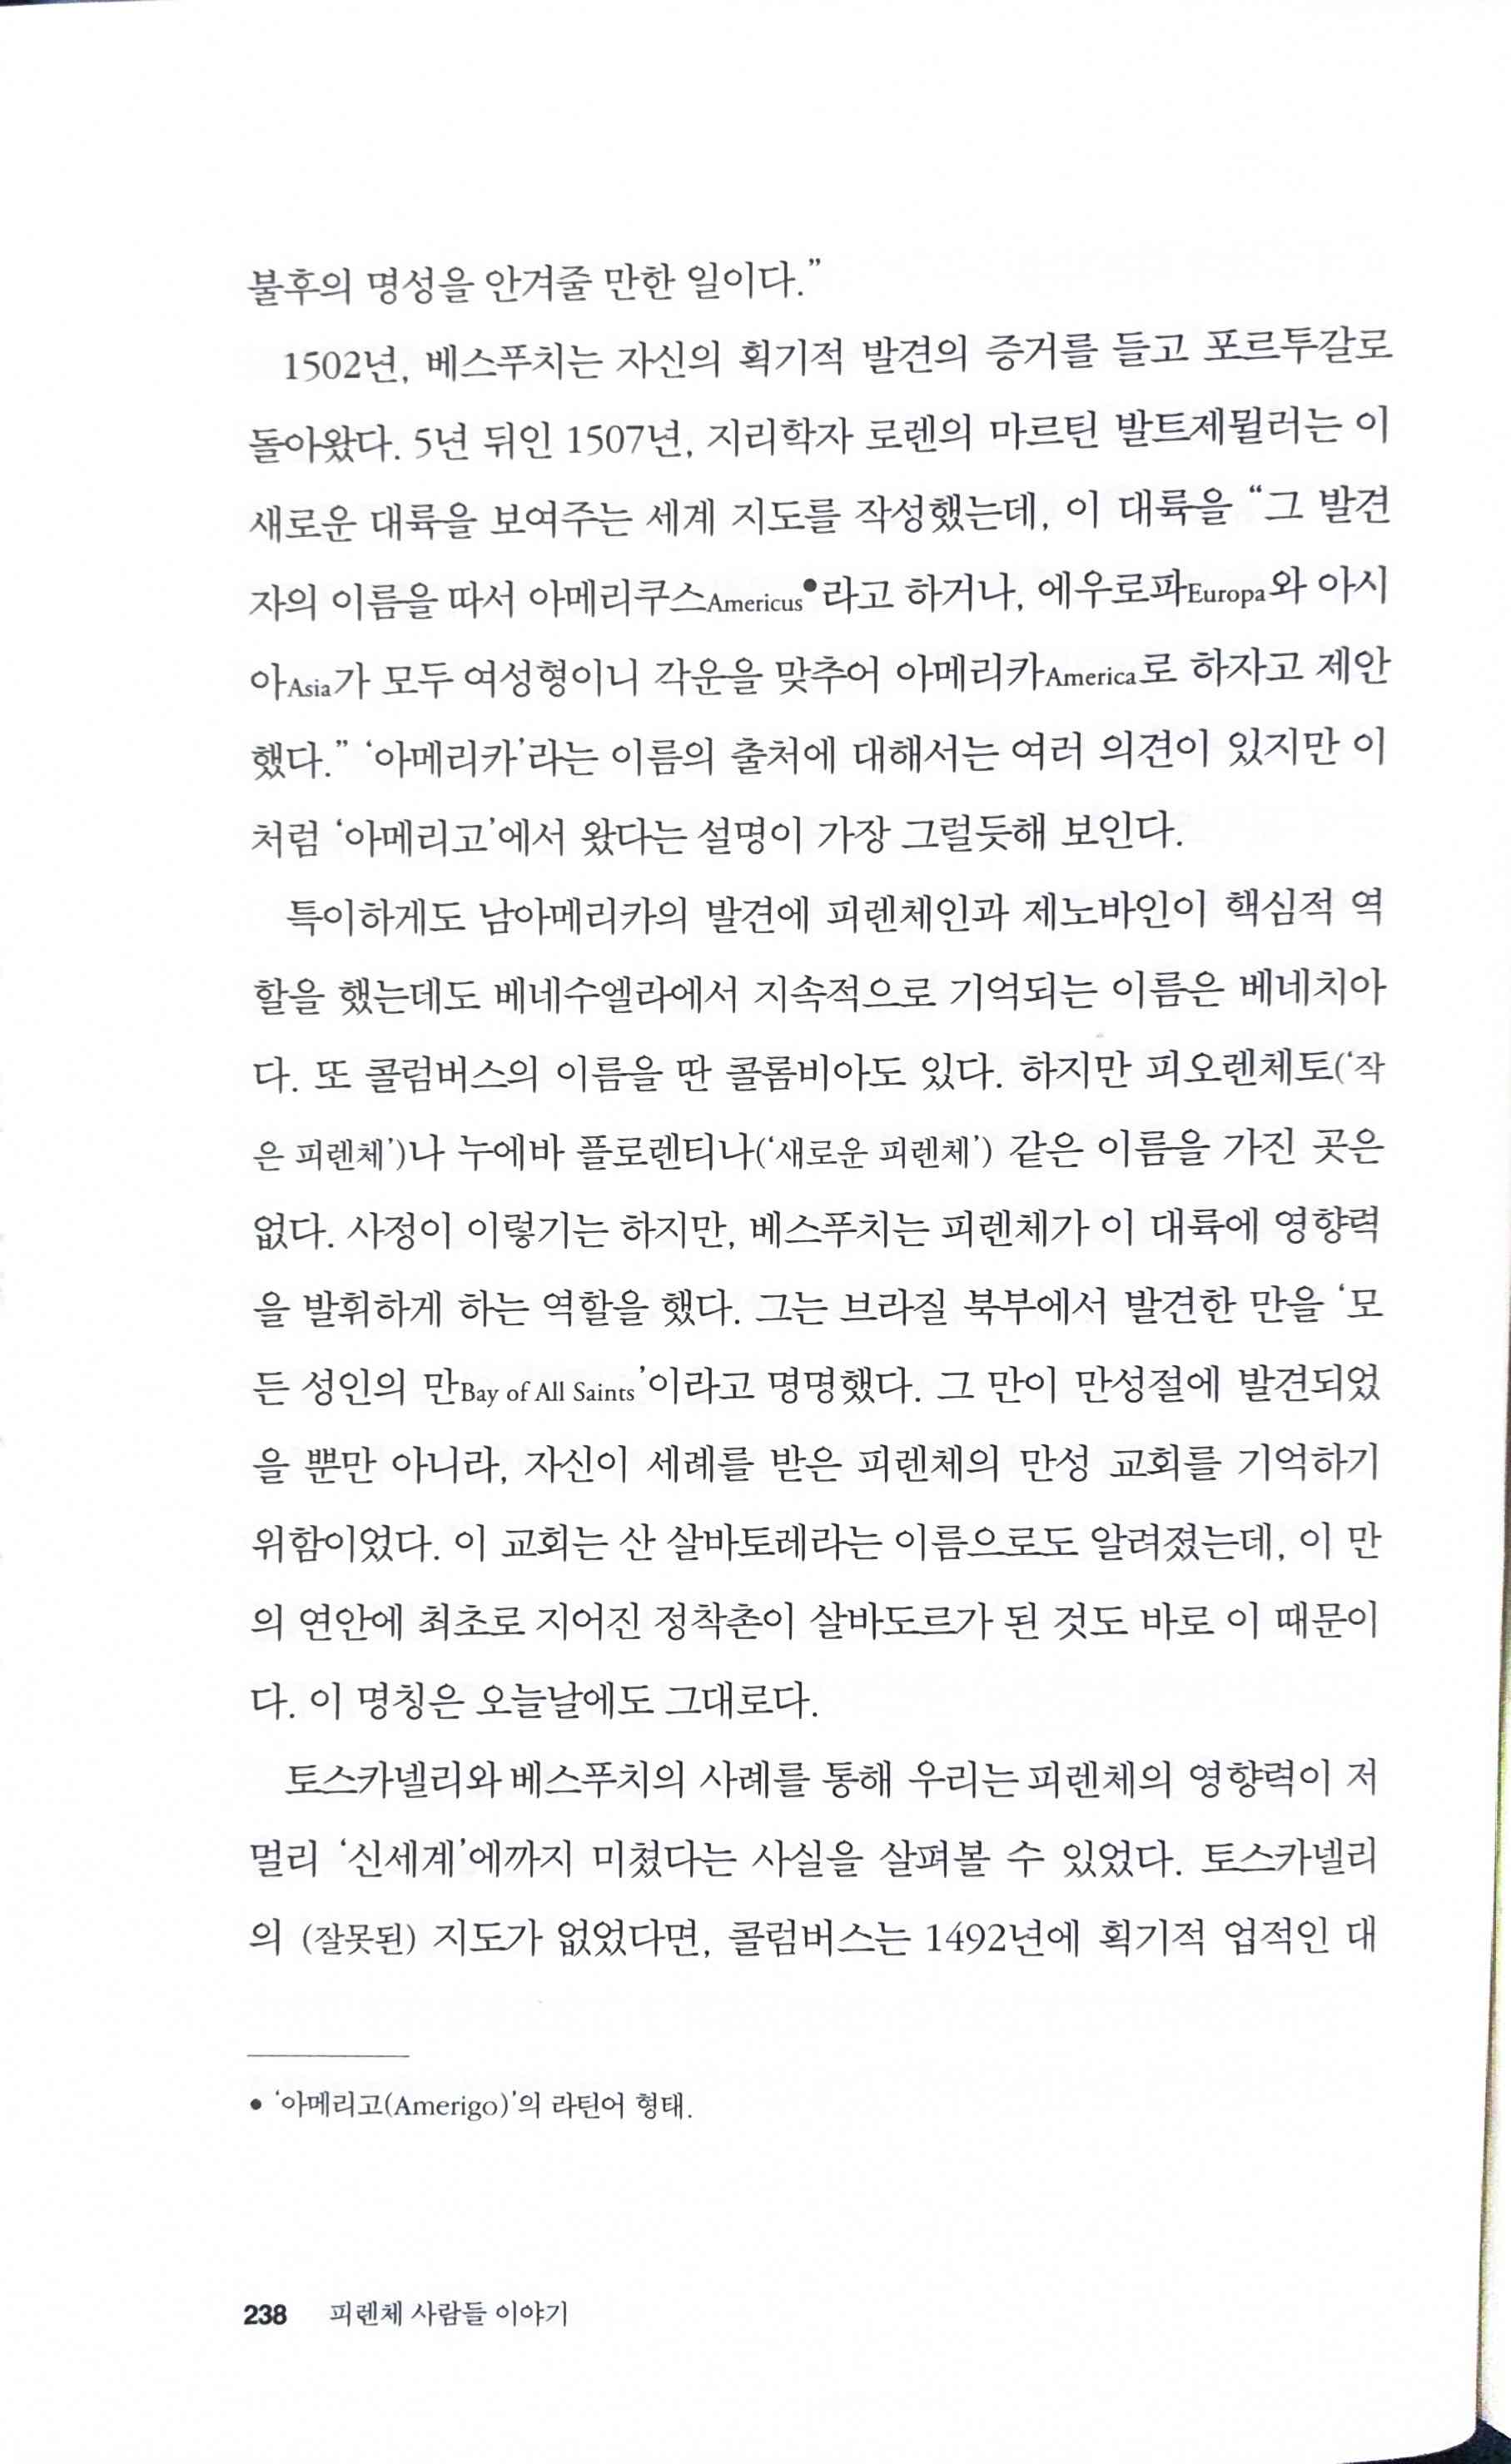 불후의 명성을 안겨줄 만한 일이다.”
1502년, 베스푸치는 자신의 획기적 발견의 증거를 들고 포르투갈로
돌아왔다. 5년 뒤인 1507년, 지리학자 로렌의 마르틴 발트제뮐러는 이
새로운 대륙을 보여주는 세계 지도를 작성했는데, 이 대륙을 “그 발견
자의 이름을 따서 아메리쿠스Americus●라고 하거나, 에우로파Europa와 아시
아Asia가 모두 여성형이니 각운을 맞추어 아메리카America로 하자고 제안
했다.” ‘아메리카’라는 이름의 출처에 대해서는 여러 의견이 있지만 이
처럼 ‘아메리고’에서 왔다는 설명이 가장 그럴듯해 보인다.
특이하게도 남아메리카의 발견에 피렌체인과 제노바인이 핵심적 역
할을 했는데도 베네수엘라에서 지속적으로 기억되는 이름은 베네치아
다. 또 콜럼버스의 이름을 딴 콜롬비아도 있다. 하지만 피오렌체토(‘작
은 피렌체’)나 누에바 플로렌티나(‘새로운 피렌체’) 같은 이름을 가진 곳은
없다. 사정이 이렇기는 하지만, 베스푸치는 피렌체가 이 대륙에 영향력
을 발휘하게 하는 역할을 했다. 그는 브라질 북부에서 발견한 만을 ‘모
든 성인의 만Bay of All Saints’이라고 명명했다. 그 만이 만성절에 발견되었
을 뿐만 아니라, 자신이 세례를 받은 피렌체의 만성 교회를 기억하기
위함이었다. 이 교회는 산 살바토레라는 이름으로도 알려졌는데, 이 만
의 연안에 최초로 지어진 정착촌이 살바도르가 된 것도 바로 이 때문이
다. 이 명칭은 오늘날에도 그대로다.
토스카넬리와 베스푸치의 사례를 통해 우리는 피렌체의 영향력이 저
멀리 ‘신세계’에까지 미쳤다는 사실을 살펴볼 수 있었다. 토스카넬리
의 (잘못된) 지도가 없었다면, 콜럼버스는 1492년에 획기적 업적인 대
● ‘아메리고(Amerigo)’의 라틴어 형태.
238 피렌체 사람들 이야기